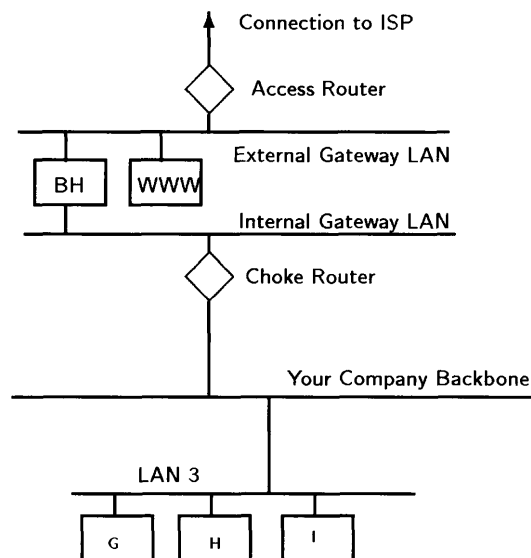 Connection to ISP
Access Router
External Gateway LAN
BH
WWW
Internal Gateway LAN
Choke Router
Your Company Backbone
LAN 3
G
H
I